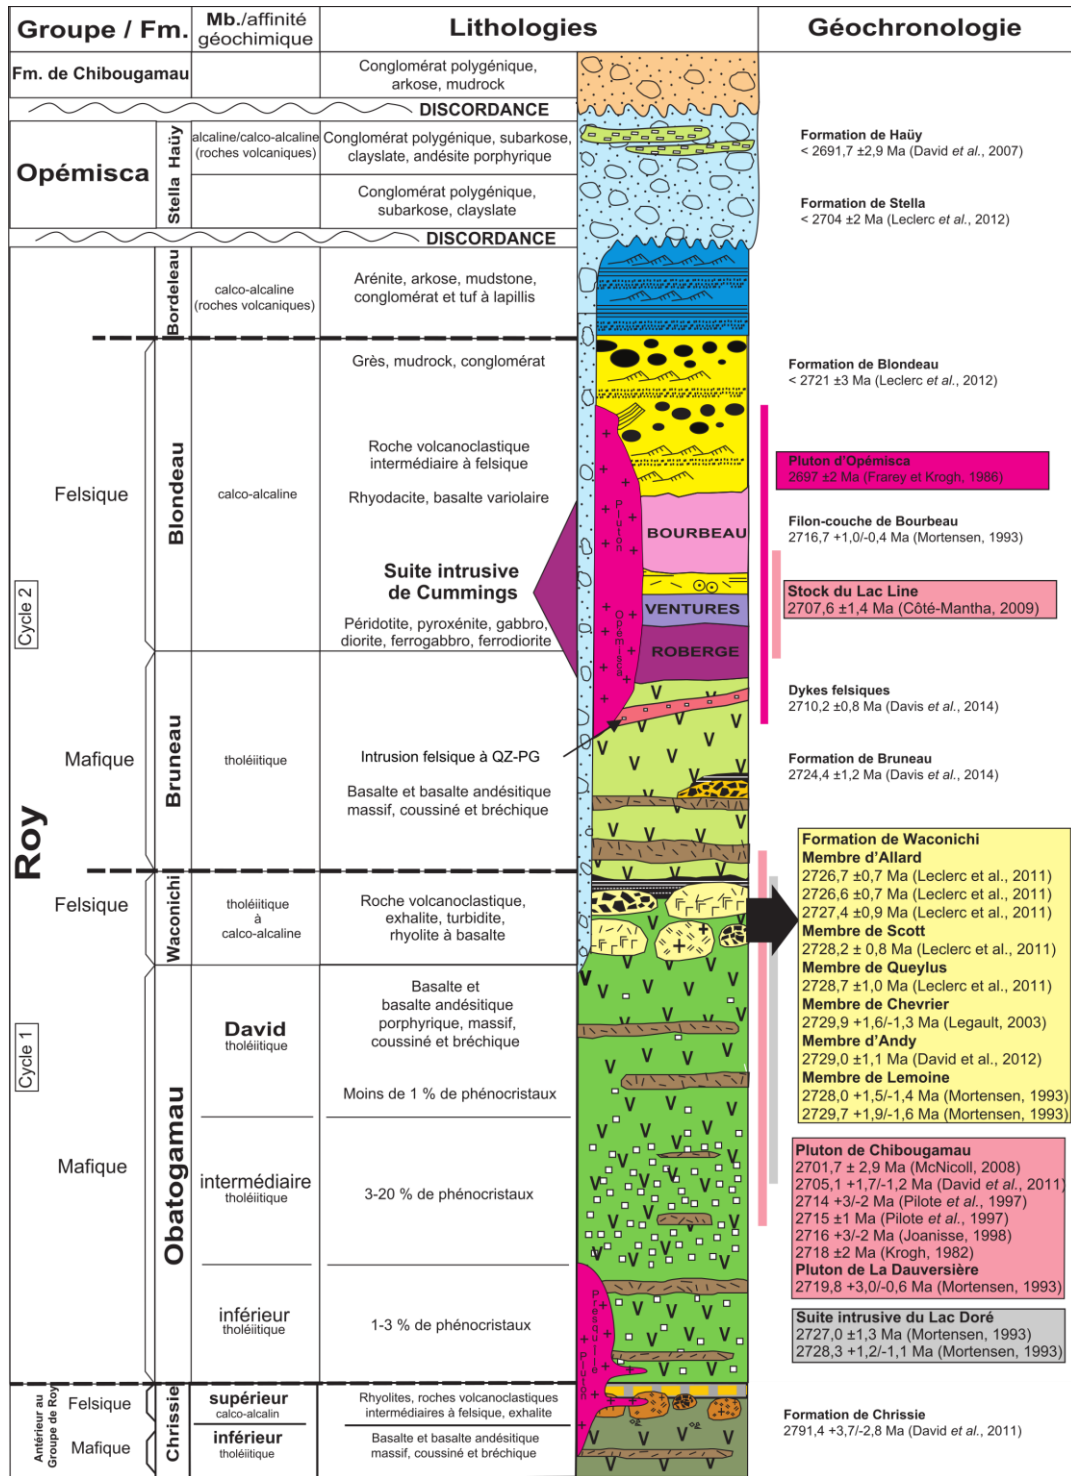 Groupe / Fm.
Mb./affinité
géochimique
Lithologies
Géochronologie
Fm. de Chibougamau
Conglomérat polygénique,
arkose, mudrock
DISCORDANCE
Opémisca
Haüy
alcaline/calco-alcaline
(roches volcaniques)
Conglomérat polygénique, subarkose,
clayslate, andésite porphyrique
Formation de Haüy
< 2691,7 ±2,9 Ma (David et al., 2007)
Stella
Conglomérat polygénique,
subarkose, clayslate
Formation de Stella
< 2704 ±2 Ma (Leclerc et al., 2012)
DISCORDANCE
Roy
Cycle 2
Bordeleau
calco-alcaline
(roches volcaniques)
Arénite, arkose, mudstone,
conglomérat et tuf à lapillis
Felsique
Blondeau
calco-alcaline
Grès, mudrock, conglomérat
Roche volcanoclastique
intermédiaire à felsique
Rhyodacite, basalte variolaire
Suite intrusive
de Cummings
Péridotite, pyroxénite, gabbro,
diorite, ferrogabbro, ferrodiorite
Pluton
Opémisca
BOURBEAU
VENTURES
ROBERGE
Formation de Blondeau
< 2721 ±3 Ma (Leclerc et al., 2012)
Pluton d'Opémisca
2697 ±2 Ma (Frarey et Krogh, 1986)
Filon-couche de Bourbeau
2716,7 +1,0/-0,4 Ma (Mortensen, 1993)
Stock du Lac Line
2707,6 ±1,4 Ma (Côté-Mantha, 2009)
Dykes felsiques
2710,2 ±0,8 Ma (Davis et al., 2014)
Mafique
Bruneau
tholéiitique
Intrusion felsique à QZ-PG
Basalte et basalte andésitique
massif, coussiné et bréchique
Formation de Bruneau
2724,4 ±1,2 Ma (Davis et al., 2014)
Cycle 1
Felsique
Waconichi
tholéiitique
à
calco-alcaline
Roche volcanoclastique,
exhalite, turbidite,
rhyolite à basalte
Formation de Waconichi
Membre d'Allard
2726,7 ±0,7 Ma (Leclerc et al., 2011)
2726,6 ±0,7 Ma (Leclerc et al., 2011)
2727,4 ±0,9 Ma (Leclerc et al., 2011)
Membre de Scott
2728,2 ± 0,8 Ma (Leclerc et al., 2011)
Membre de Queylus
2728,7 ±1,0 Ma (Leclerc et al., 2011)
Membre de Chevrier
2729,9 +1,6/-1,3 Ma (Legault, 2003)
Membre d'Andy
2729,0 ±1,1 Ma (David et al., 2012)
Membre de Lemoine
2728,0 +1,5/-1,4 Ma (Mortensen, 1993)
2729,7 +1,9/-1,6 Ma (Mortensen, 1993)
Mafique
Obatogamau
David
tholéiitique
Basalte et
basalte andésitique
porphyrique, massif,
coussiné et bréchique
Moins de 1 % de phénocristaux
intermédiaire
tholéiitique
3-20 % de phénocristaux
inférieur
tholéiitique
1-3 % de phénocristaux
Pluton
Presqu'île
Pluton de Chibougamau
2701,7 ± 2,9 Ma (McNicoll, 2008)
2705,1 +1,7/-1,2 Ma (David et al., 2011)
2714 +3/-2 Ma (Pilote et al., 1997)
2715 ±1 Ma (Pilote et al., 1997)
2716 +3/-2 Ma (Joanisse, 1998)
2718 ±2 Ma (Krogh, 1982)
Pluton de La Dauversière
2719,8 +3,0/-0,6 Ma (Mortensen, 1993)
Suite intrusive du Lac Doré
2727,0 ±1,3 Ma (Mortensen, 1993)
2728,3 +1,2/-1,1 Ma (Mortensen, 1993)
Antérieur au
Groupe de Roy
Felsique
Mafique
Chrissie
supérieur
calco-alcalin
Rhyolites, roches volcanoclastiques
intermédiaires à felsique, exhalite
inférieur
tholéiitique
Basalte et basalte andésitique
massif, coussiné et bréchique
Formation de Chrissie
2791,4 +3,7/-2,8 Ma (David et al., 2011)